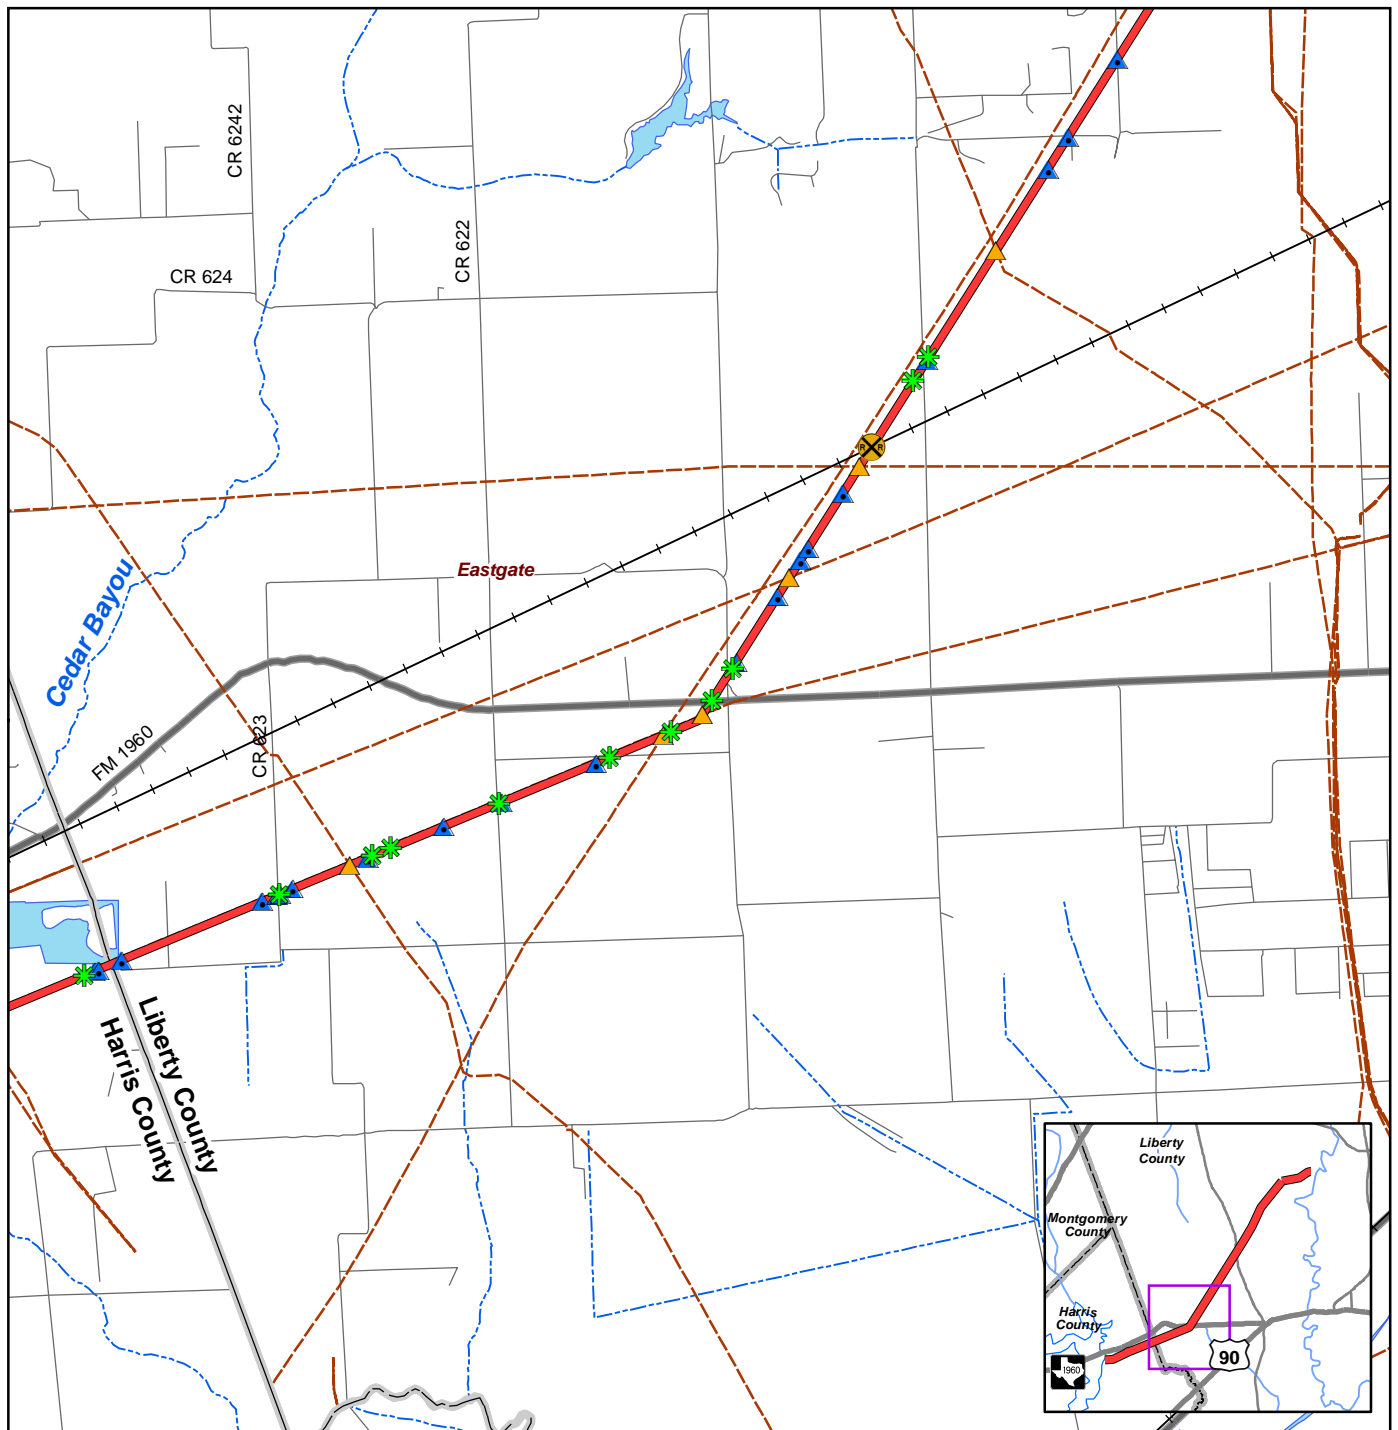 CR 6242
CR 622
CR 624
Eastgate
Cedar Bayou
FM 1960
CR 623
R R
Liberty County
Harris County
Liberty
County
Montgomery
County
Harris
County
90
1960